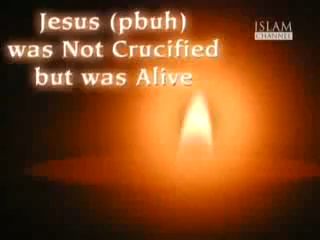 Jesus (pbuh)
was Not Crucified
but was Alive
ISLAM
CHANNEL